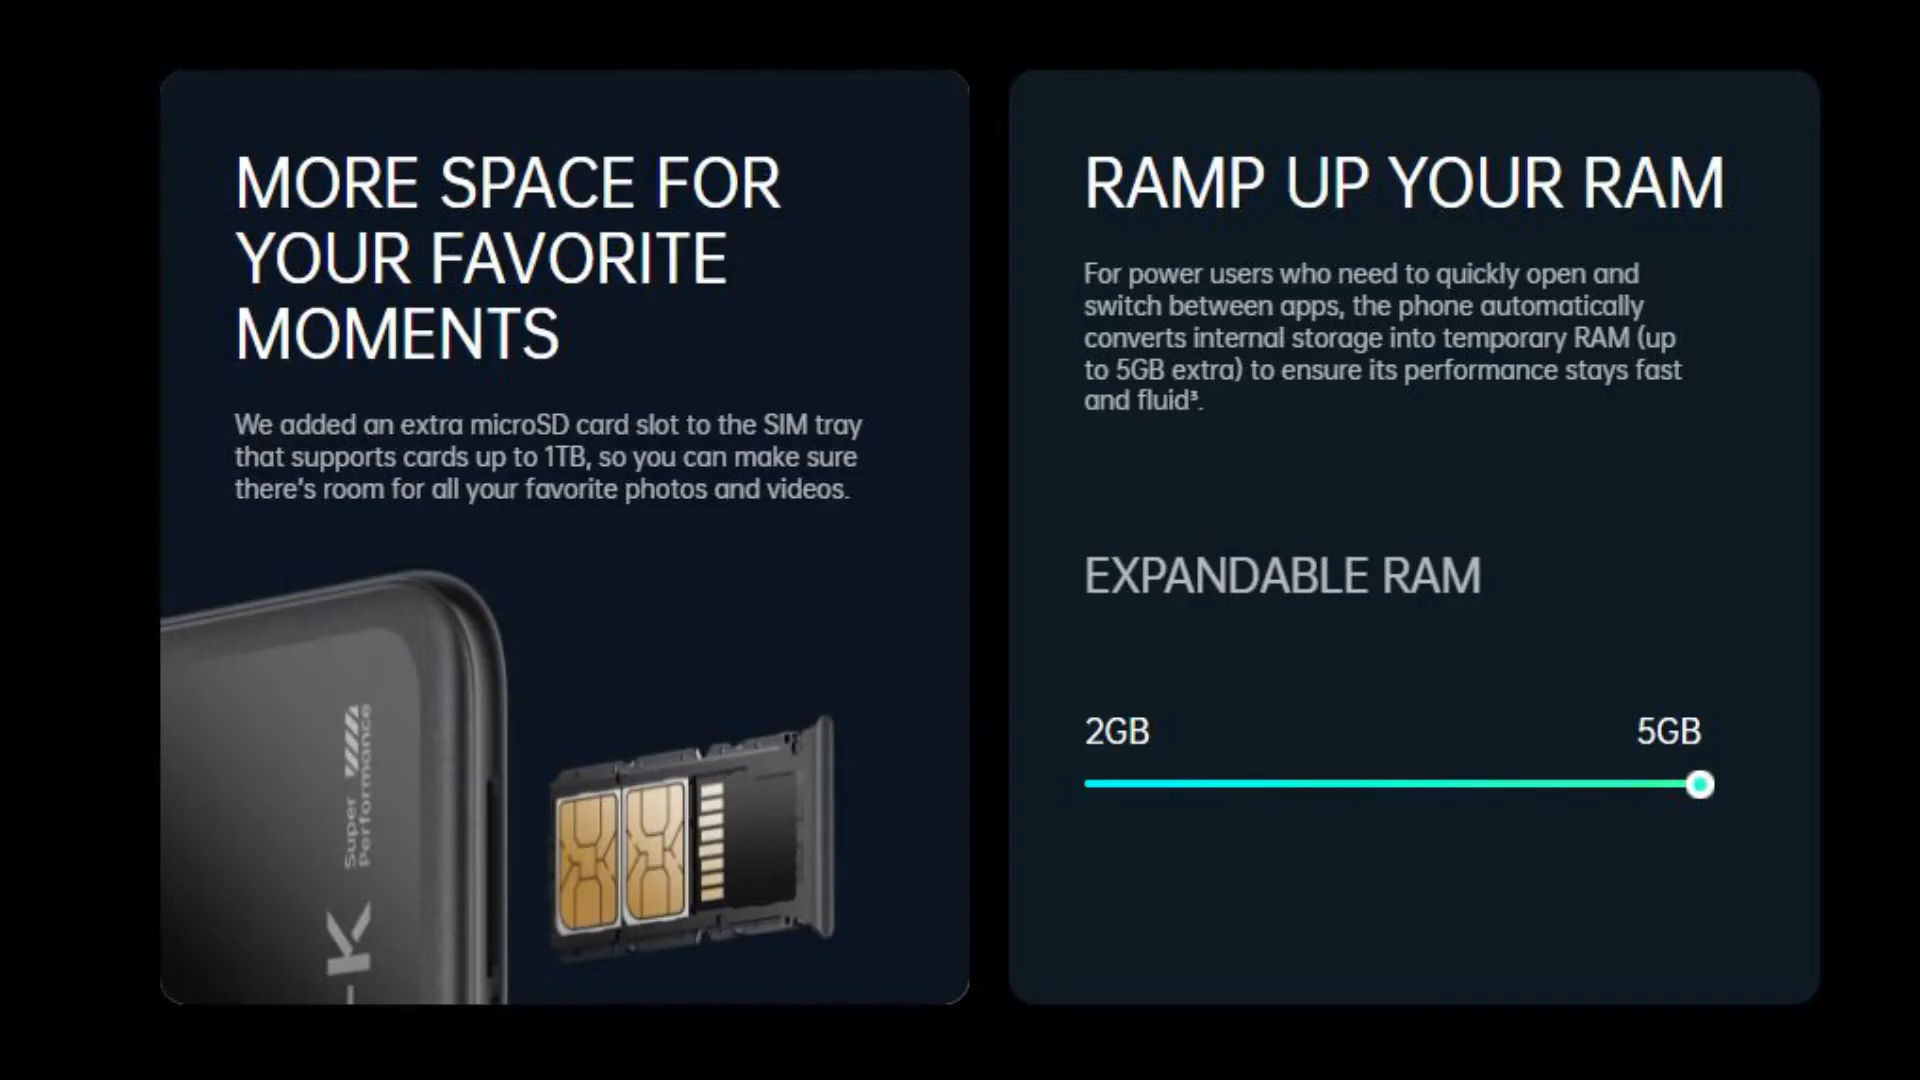 MORE SPACE FOR
YOUR FAVORITE
MOMENTS
We added an extra microSD card slot to the SIM tray
that supports cards up to 1TB, so you can make sure
there's room for all your favorite photos and videos.
Super
Performance
-K
RAMP UP YOUR RAM
For power users who need to quickly open and
switch between apps, the phone automatically
converts internal storage into temporary RAM (up
to 5GB extra) to ensure its performance stays fast
and fluid³.
EXPANDABLE RAM
2GB
5GB